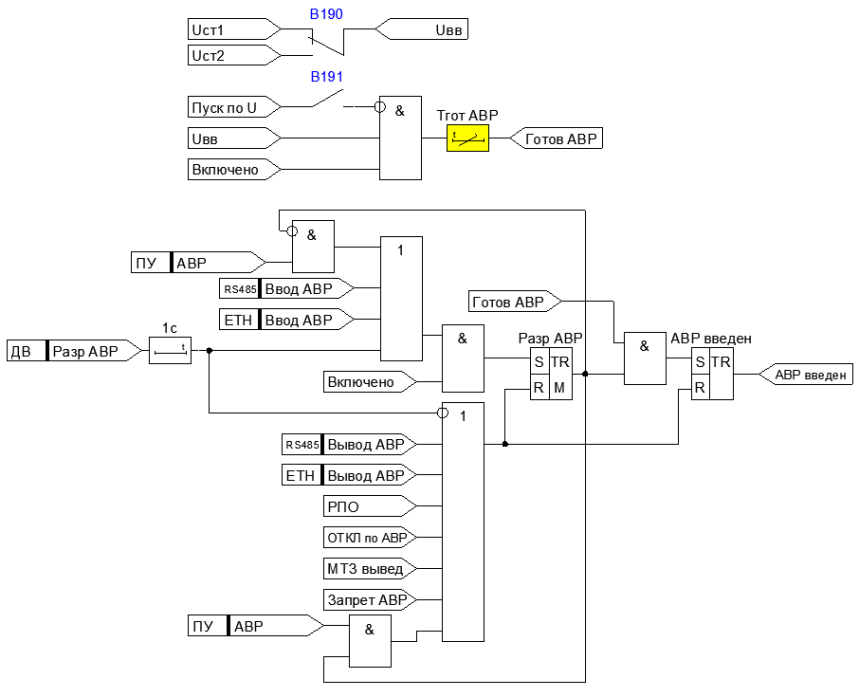 B190
Uст1
Uвв
Uст2
B191
Пуск по U
&
Тгот АВР
t
Uвв
Готов АВР
Включено
&
1
ПУ АВР
RS485 Ввод АВР
Готов АВР
ETH Ввод АВР
1с
Разр АВР
АВР введен
ДВ Разр АВР
t
&
&
S TR
S TR
R M
R
АВР введен
Включено
1
RS485 Вывод АВР
ETH Вывод АВР
РПО
ОТКЛ по АВР
МТЗ вывед
Запрет АВР
ПУ АВР
&